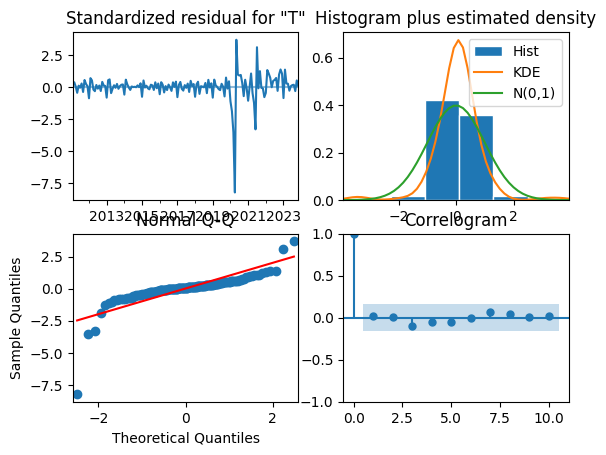 Standardized residual for "T"
2.5
0.0
−2.5
−5.0
−7.5
2013 2015 2017 2019 2021 2023
Histogram plus estimated density
Hist
KDE
N(0,1)
0.6
0.4
0.2
0.0
−2 0 2
Normal Q-Q
Sample Quantiles
2.5
0.0
−2.5
−5.0
−7.5
−2 0 2
Theoretical Quantiles
Correlogram
1.0
0.5
0.0
−0.5
−1.0
0.0 2.5 5.0 7.5 10.0